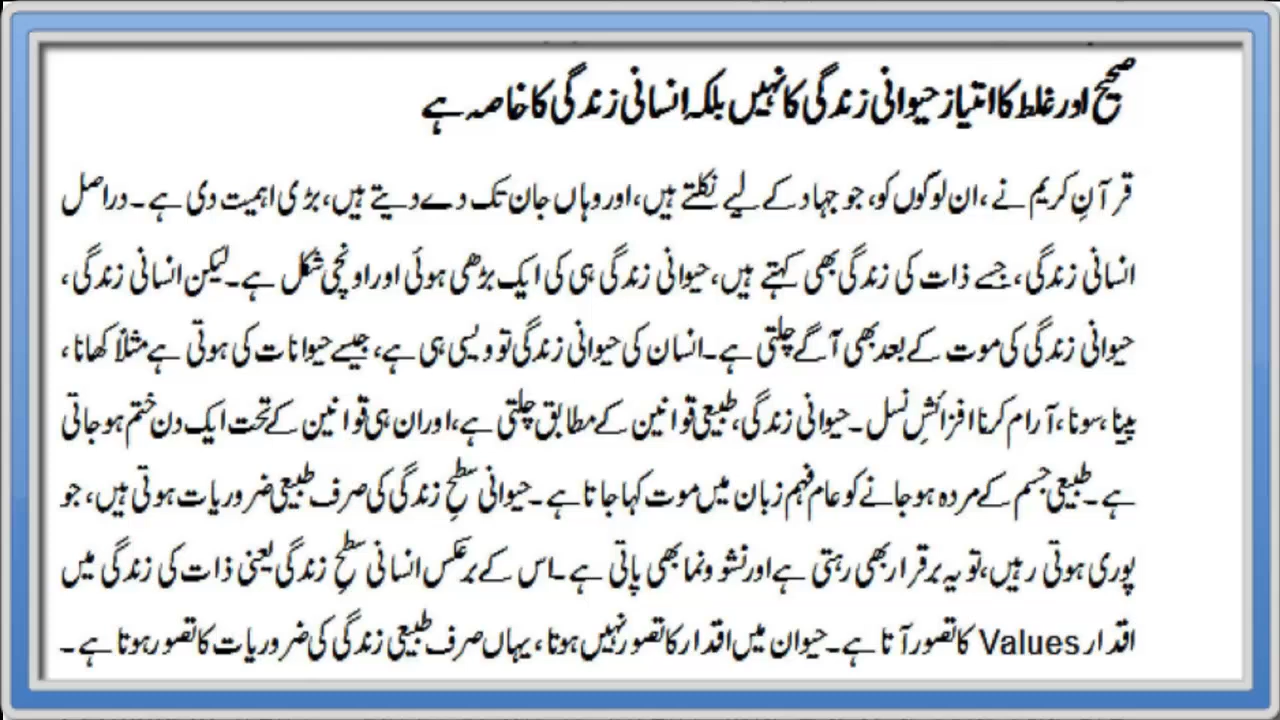 صحیح اور غلط کا امتیاز حیوانی زندگی کا نہیں بلکہ انسانی زندگی کا خاصہ ہے
قرآنِ کریم نے ،ان لوگوں کو، جو جہاد کے لیے نکلتے ہیں،اور وہاں جان تک دے دیتے ہیں،بڑی اہمیت دی ہے ۔ دراصل
انسانی زندگی، جسے ذات کی زندگی بھی کہتے ہیں، حیوانی زندگی ہی کی ایک بڑھی ہوئی اور اونچی شکل ہے۔ لیکن انسانی زندگی،
حیوانی زندگی کی موت کے بعد بھی آگے چلتی ہے۔انسان کی حیوانی زندگی تو ویسی ہی ہے، جیسے حیوانات کی ہوتی ہے مثلاً کھانا،
پینا ،سونا ،آرام کرنا افزائشِ نسل ۔ حیوانی زندگی، طبیعی قوانین کے مطابق چلتی ہے،اور ان ہی قوانین کے تحت ایک دن ختم ہو جاتی
ہے۔طبیعی جسم کے مردہ ہو جانے کو عام فہم زبان میں موت کہا جاتا ہے ۔ حیوانی سطحِ زندگی کی صرف طبیعی ضروریات ہوتی ہیں، جو
پوری ہوتی رہیں،تو یہ برقرار بھی رہتی ہے اور نشو ونما بھی پاتی ہے ۔اس کے برعکس انسانی سطحِ زندگی یعنی ذات کی زندگی میں
اقدار Values کا تصور آتا ہے ۔ حیوان میں اقدار کا تصور نہیں ہوتا ، یہاں صرف طبیعی زندگی کی ضروریات کا تصور ہوتا ہے ۔